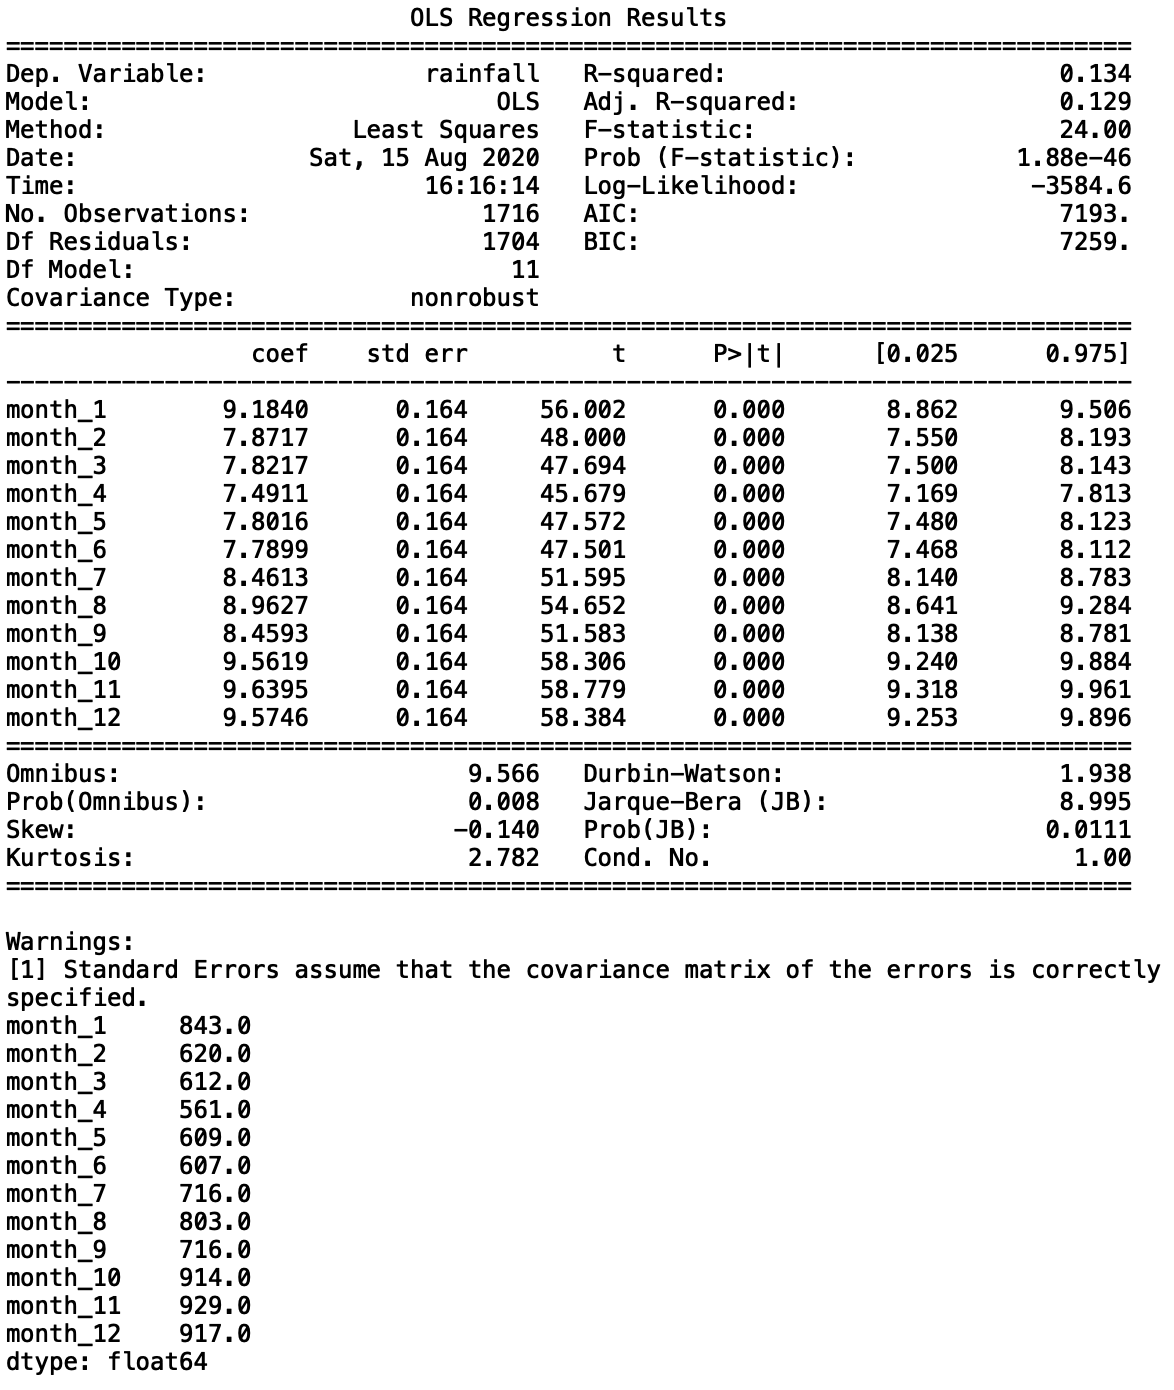 OLS Regression Results
==============================================================================
Dep. Variable:               rainfall   R-squared:                       0.134
Model:                            OLS   Adj. R-squared:                  0.129
Method:                 Least Squares   F-statistic:                     24.00
Date:                Sat, 15 Aug 2020   Prob (F-statistic):           1.88e-46
Time:                        16:16:14   Log-Likelihood:                -3584.6
No. Observations:                1716   AIC:                             7193.
Df Residuals:                    1704   BIC:                             7259.
Df Model:                          11
Covariance Type:            nonrobust
==============================================================================
                 coef    std err          t      P>|t|      [0.025      0.975]
------------------------------------------------------------------------------
month_1        9.1840      0.164     56.002      0.000       8.862       9.506
month_2        7.8717      0.164     48.000      0.000       7.550       8.193
month_3        7.8217      0.164     47.694      0.000       7.500       8.143
month_4        7.4911      0.164     45.679      0.000       7.169       7.813
month_5        7.8016      0.164     47.572      0.000       7.480       8.123
month_6        7.7899      0.164     47.501      0.000       7.468       8.112
month_7        8.4613      0.164     51.595      0.000       8.140       8.783
month_8        8.9627      0.164     54.652      0.000       8.641       9.284
month_9        8.4593      0.164     51.583      0.000       8.138       8.781
month_10       9.5619      0.164     58.306      0.000       9.240       9.884
month_11       9.6395      0.164     58.779      0.000       9.318       9.961
month_12       9.5746      0.164     58.384      0.000       9.253       9.896
==============================================================================
Omnibus:                        9.566   Durbin-Watson:                   1.938
Prob(Omnibus):                  0.008   Jarque-Bera (JB):                8.995
Skew:                          -0.140   Prob(JB):                       0.0111
Kurtosis:                       2.782   Cond. No.                         1.00
==============================================================================
Warnings:
[1] Standard Errors assume that the covariance matrix of the errors is correctly
specified.
month_1     843.0
month_2     620.0
month_3     612.0
month_4     561.0
month_5     609.0
month_6     607.0
month_7     716.0
month_8     803.0
month_9     716.0
month_10    914.0
month_11    929.0
month_12    917.0
dtype: float64